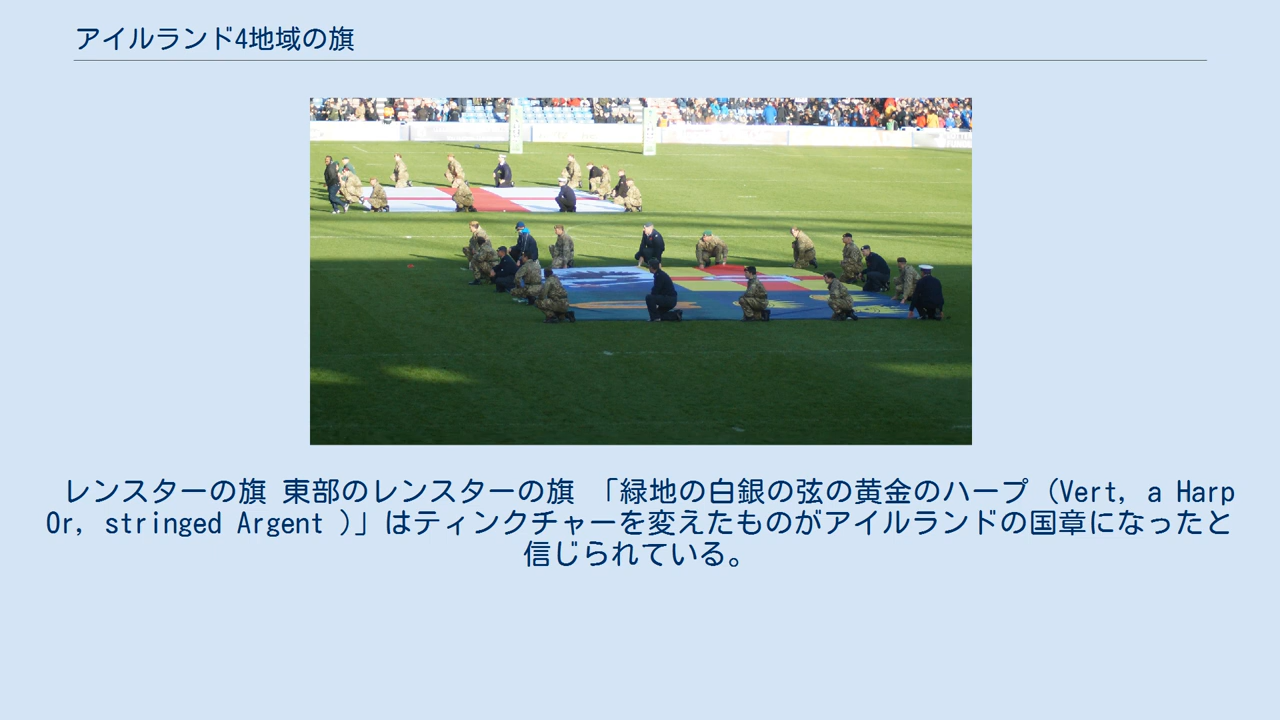 アイルランド4地域の旗
レンスターの旗 東部のレンスターの旗 「緑地の白銀の弦の黄金のハープ (Vert, a Harp
Or, stringed Argent )」はティンクチャーを変えたものがアイルランドの国章になったと
信じられている。